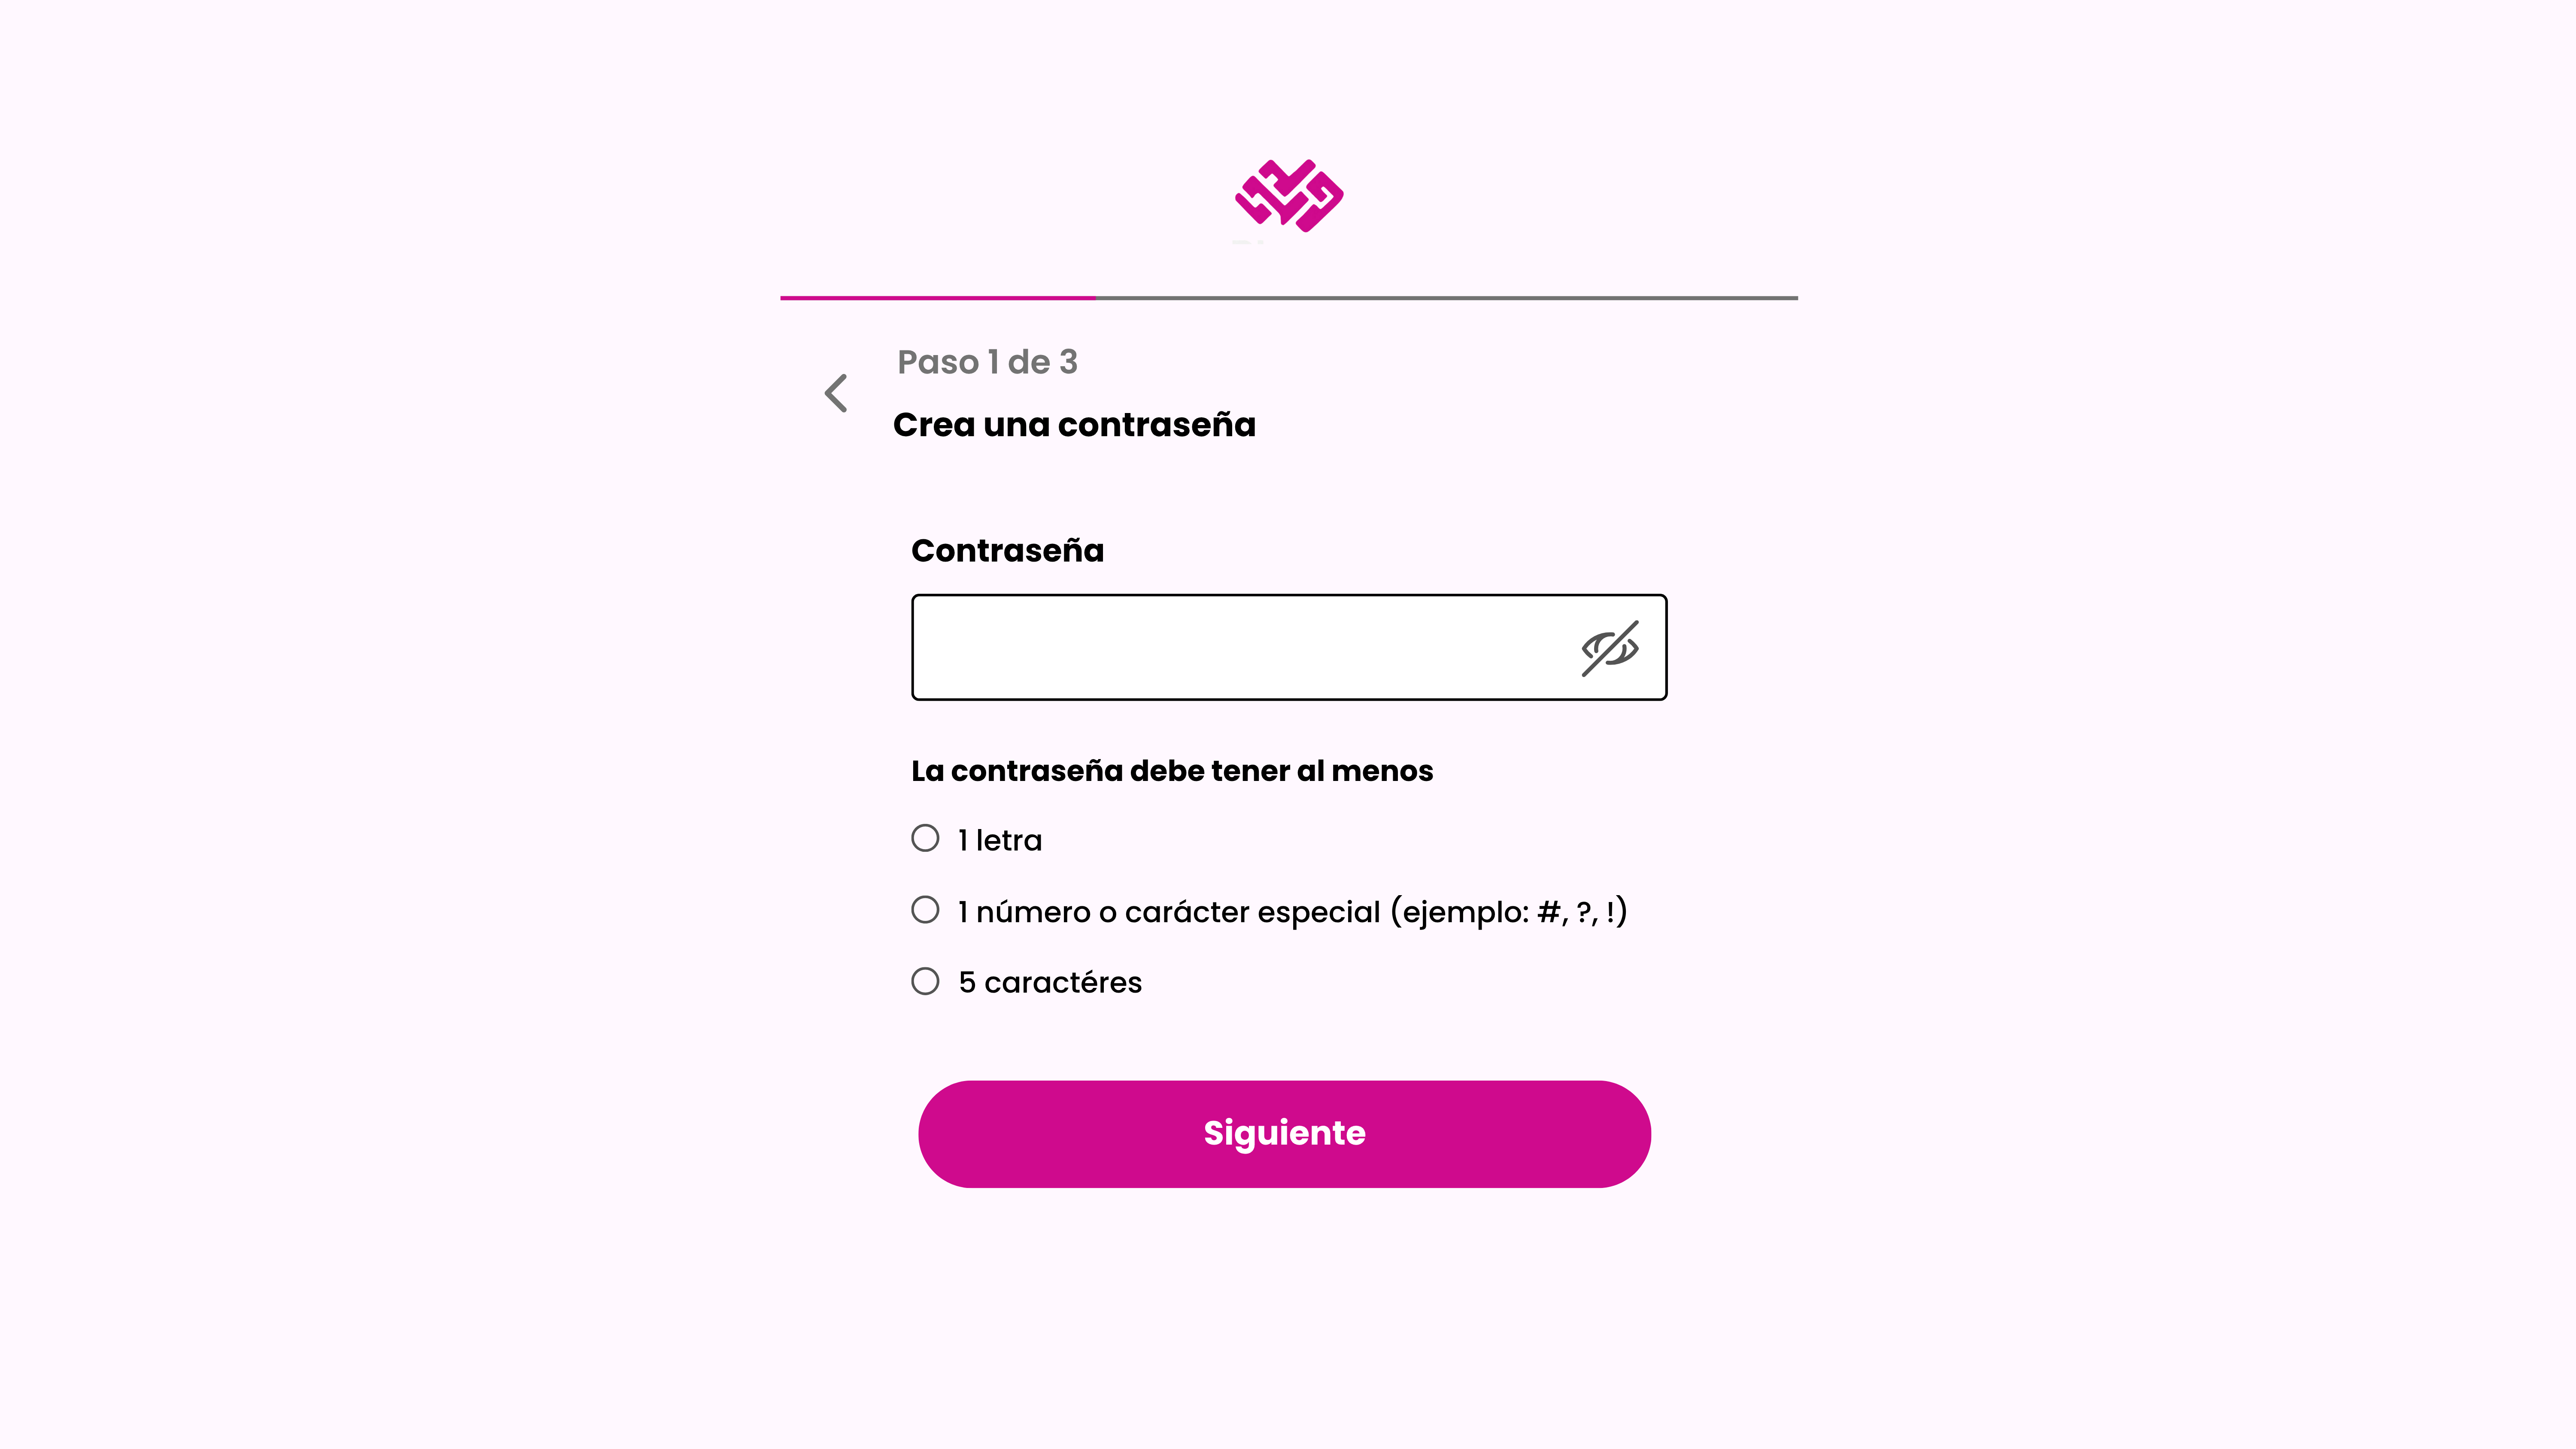 Paso 1 de 3
Crea una contraseña
Contraseña
La contraseña debe tener al menos
1 letra
1 número o carácter especial (ejemplo: #, ?, !)
5 caractéres
Siguiente